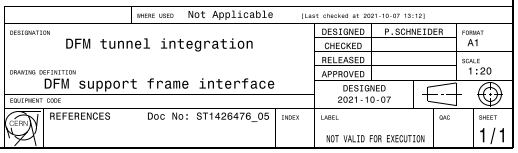 WHERE USED Not Applicable [Last checked at 2021-10-07 13:12]
DESIGNATION
DFM tunnel integration
DRAWING DEFINITION
DFM support frame interface
EQUIPMENT CODE
DESIGNED P.SCHNEIDER
CHECKED
RELEASED
APPROVED
DESIGNED
2021-10-07
FORMAT
A1
SCALE
1:20
CERN
REFERENCES Doc No: ST1426476_05
INDEX
LABEL
NOT VALID FOR EXECUTION
QAC
SHEET
1/1